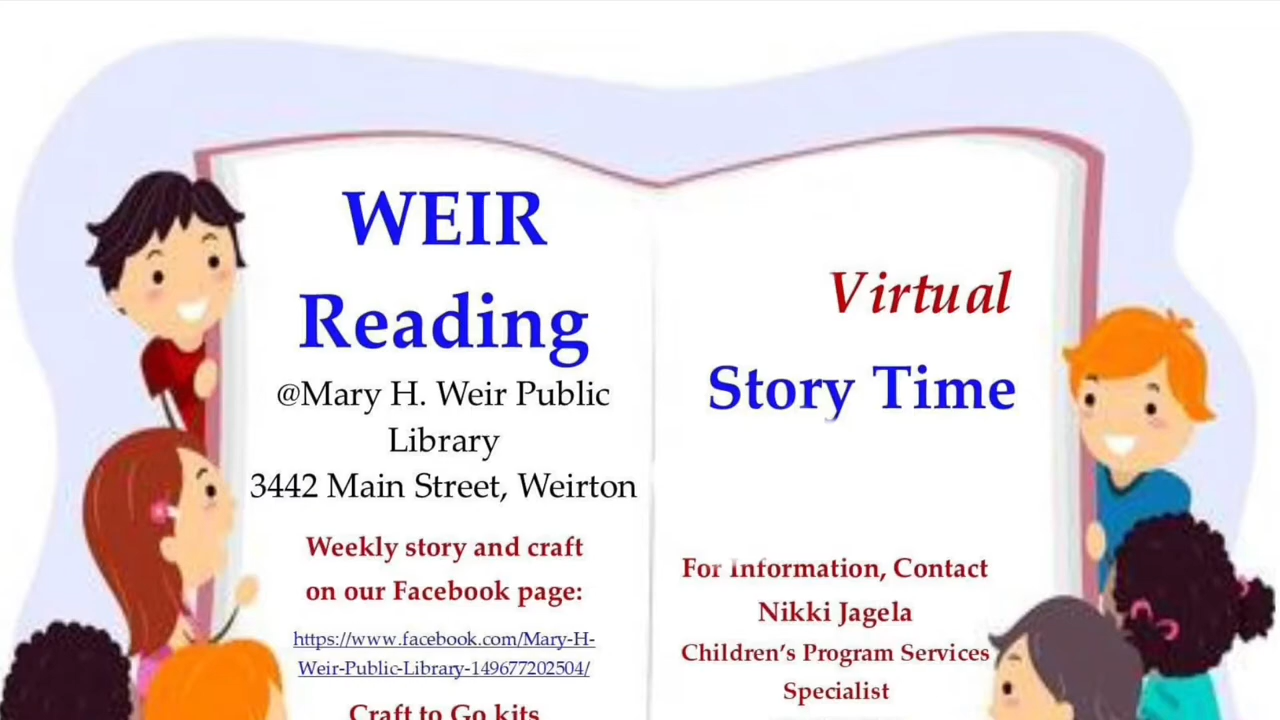 WEIR
Reading
@Mary H. Weir Public
Library
3442 Main Street, Weirton
Weekly story and craft
on our Facebook page:
https://www.facebook.com/Mary-H-
Weir-Public-Library-149677202504/
Craft to Go kits
Virtual
Story Time
For Information, Contact
Nikki Jagela
Children's Program Services
Specialist